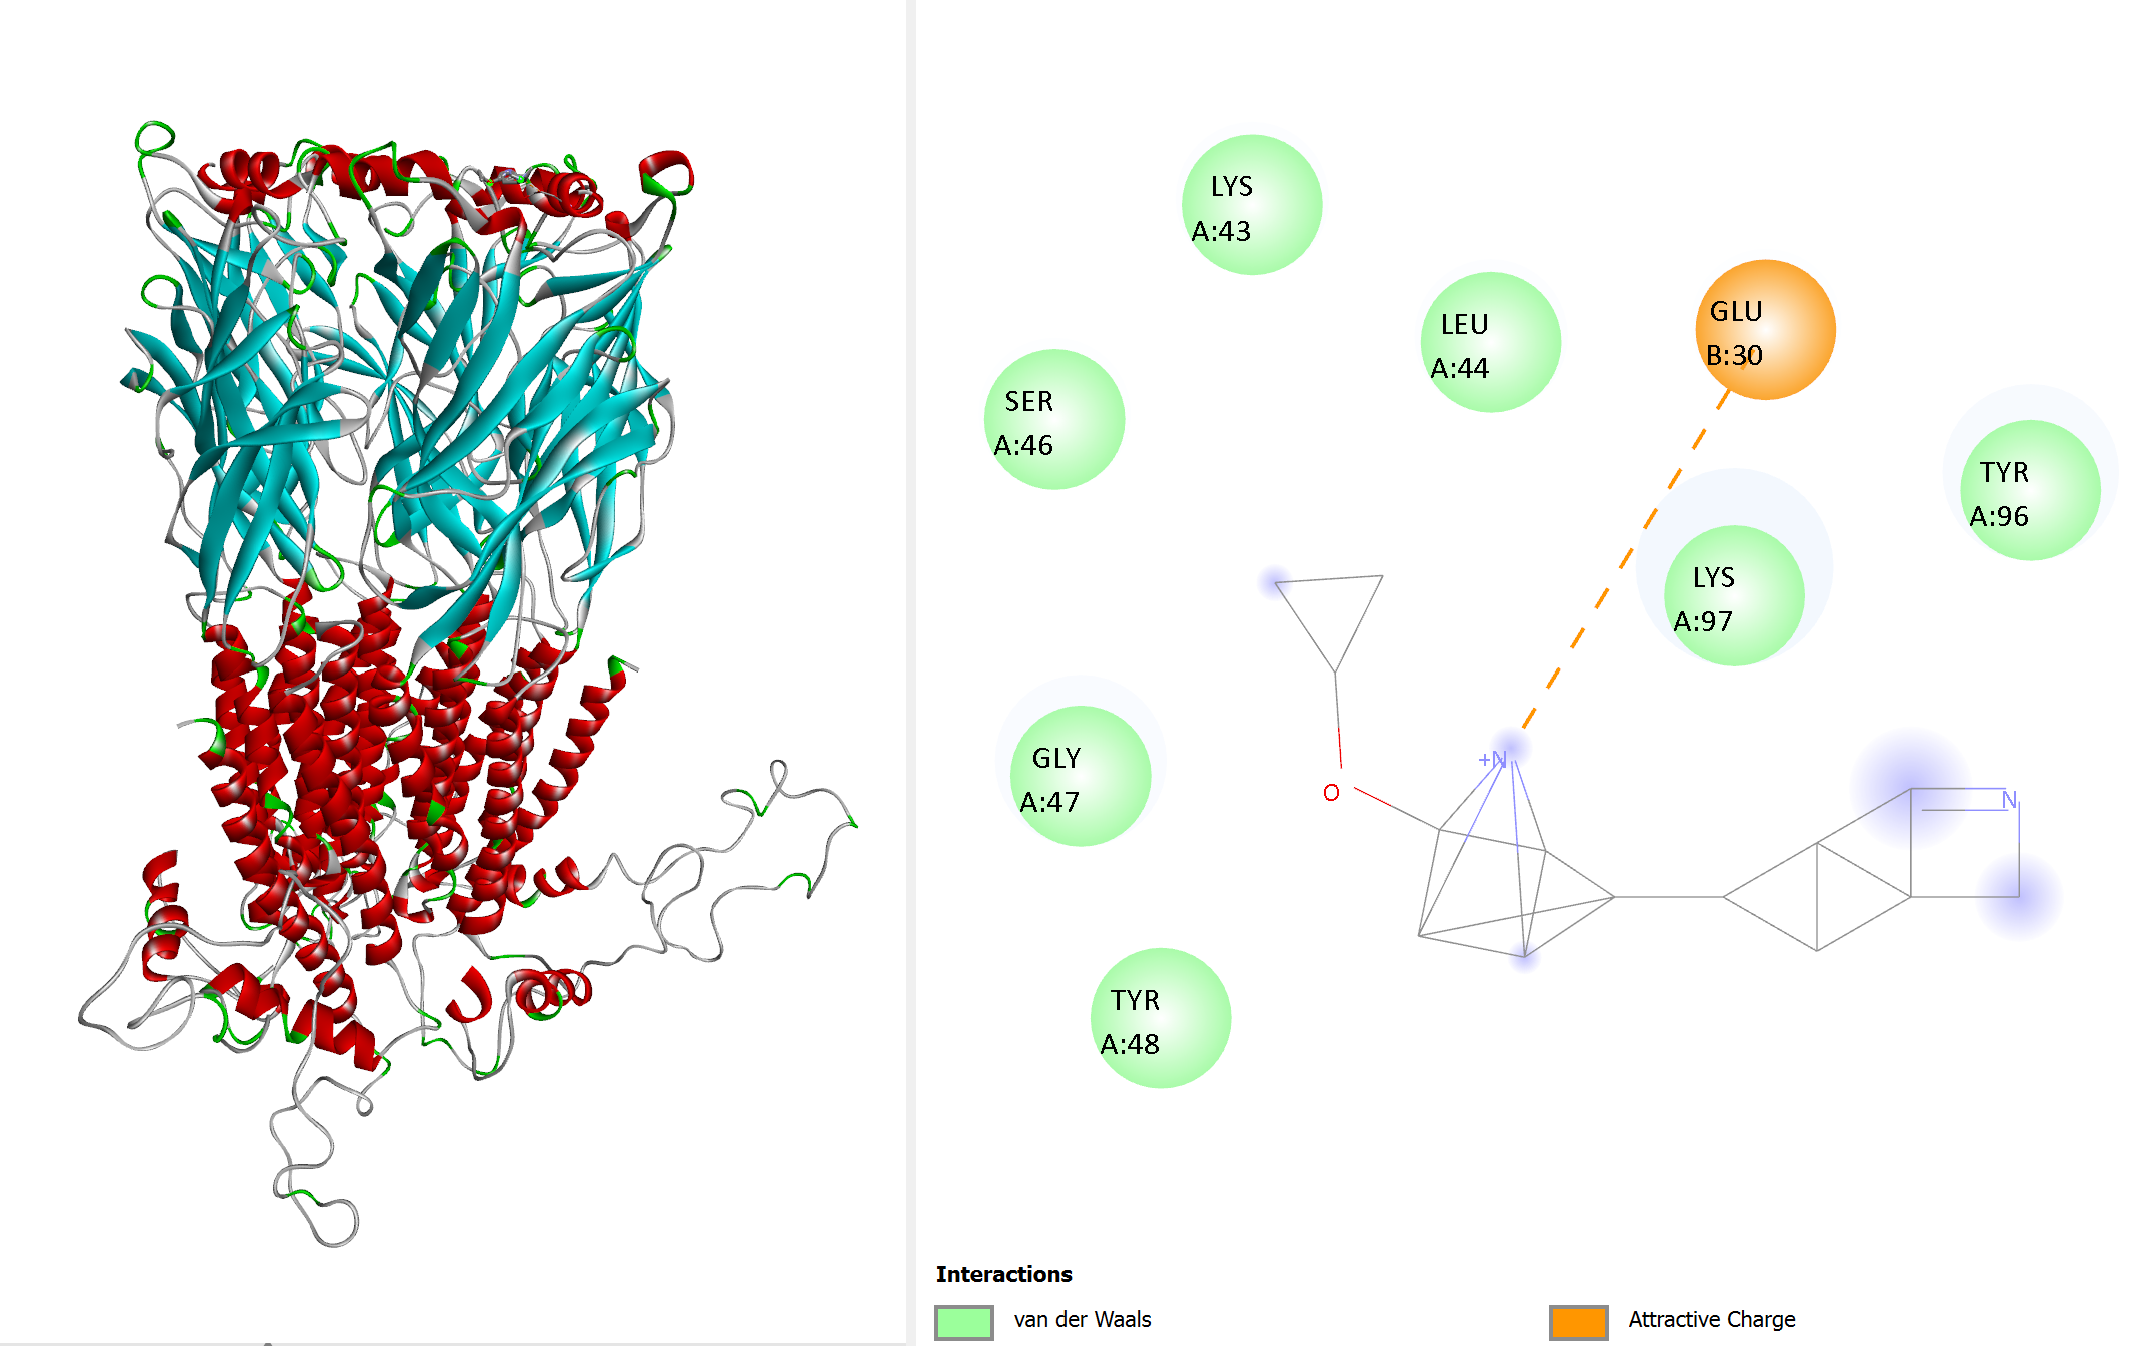 LYS
A:43
GLU
B:30
LEU
A:44
SER
A:46
TYR
A:96
LYS
A:97
GLY
A:47
+N
O
N
TYR
A:48
Interactions
van der Waals
Attractive Charge